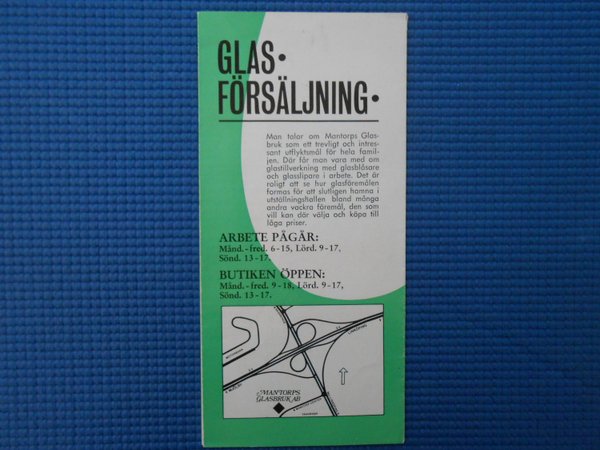 GLAS•
FÖRSÄLJNING•
Man talar om Mantorps Glas-
bruk som ett trevligt och intres-
sant utflyktsmål för hela famil-
jen. Där får man vara med om
glastillverkning med glasblåsare
och glasslipare i arbete. Det är
roligt att se hur glasföremålen
formas för att slutligen hamna i
utställningshallen bland många
andra vackra föremål, den som
vill kan där välja och köpa till
låga priser.
ARBETE PÅGÅR:
Månd.-fred. 6-15, Lörd. 9-17,
Sönd. 13-17.
BUTIKEN ÖPPEN:
Månd.-fred. 9-18, Lörd. 9-17,
Sönd. 13-17.
MANTORPS
GLASBRUK AB